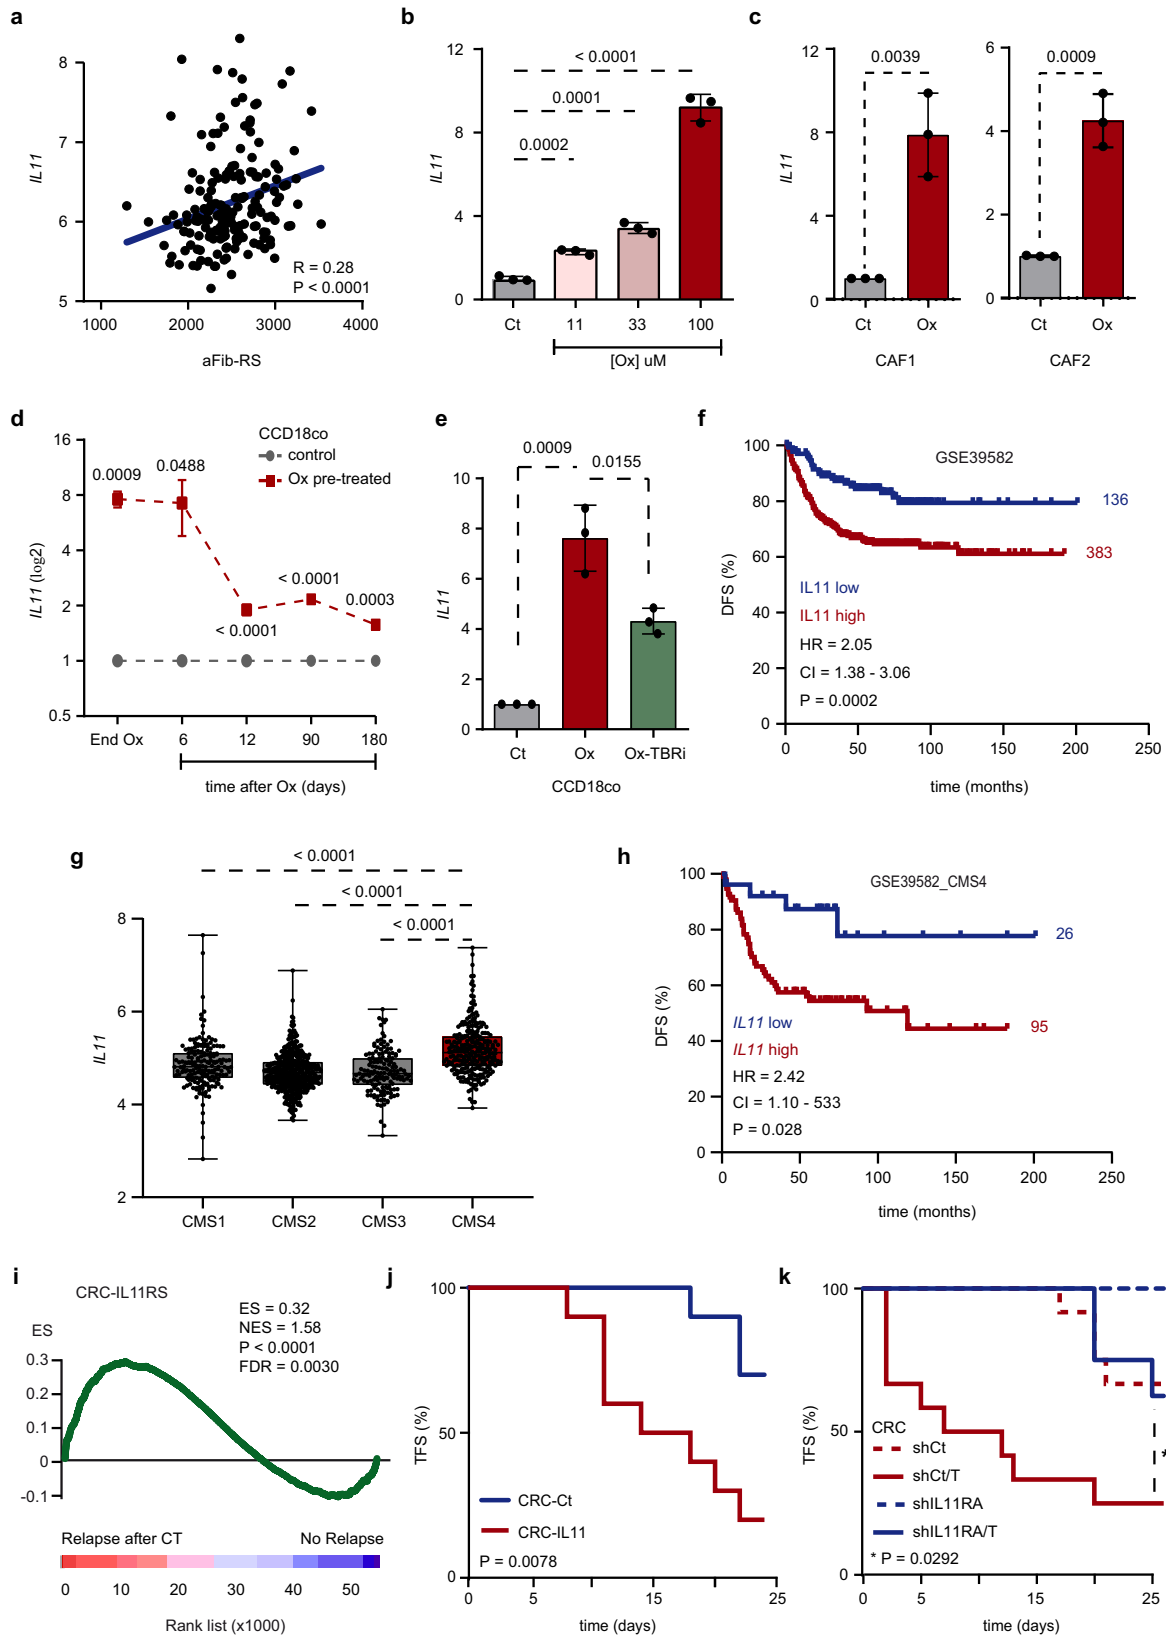 a
8
7
6
5
IL11
R = 0.28
P < 0.0001
1000 2000 3000 4000
aFib-RS
b
12
8
4
0
IL11
< 0.0001
0.0001
0.0002
Ct 11 33 100
[Ox] uM
c
12
8
4
0
IL11
0.0039
Ct Ox
CAF1
6
4
2
0
0.0009
Ct Ox
CAF2
d
16
8
4
2
1
0.5
IL11 (log2)
CCD18co
control
Ox pre-treated
0.0009
0.0488
< 0.0001
< 0.0001
0.0003
End Ox 6 12 90 180
time after Ox (days)
e
10
8
6
4
2
0
IL11
0.0009
0.0155
Ct Ox Ox-TBRi
CCD18co
f
100
80
60
40
20
0
DFS (%)
GSE39582
136
383
IL11 low
IL11 high
HR = 2.05
CI = 1.38 - 3.06
P = 0.0002
0 50 100 150 200 250
time (months)
g
8
6
4
2
IL11
< 0.0001
< 0.0001
< 0.0001
CMS1 CMS2 CMS3 CMS4
h
100
80
60
40
20
0
DFS (%)
GSE39582_CMS4
26
95
IL11 low
IL11 high
HR = 2.42
CI = 1.10 - 533
P = 0.028
0 50 100 150 200 250
time (months)
i
CRC-IL11RS
ES
0.3
0.2
0.1
0
-0.1
ES = 0.32
NES = 1.58
P < 0.0001
FDR = 0.0030
Relapse after CT No Relapse
0 10 20 30 40 50
Rank list (x1000)
j
100
50
0
TFS (%)
CRC-Ct
CRC-IL11
P = 0.0078
0 5 15 25
time (days)
k
100
50
0
TFS (%)
CRC
shCt
shCt/T
shIL11RA
shIL11RA/T
* P = 0.0292
*
0 5 15 25
time (days)